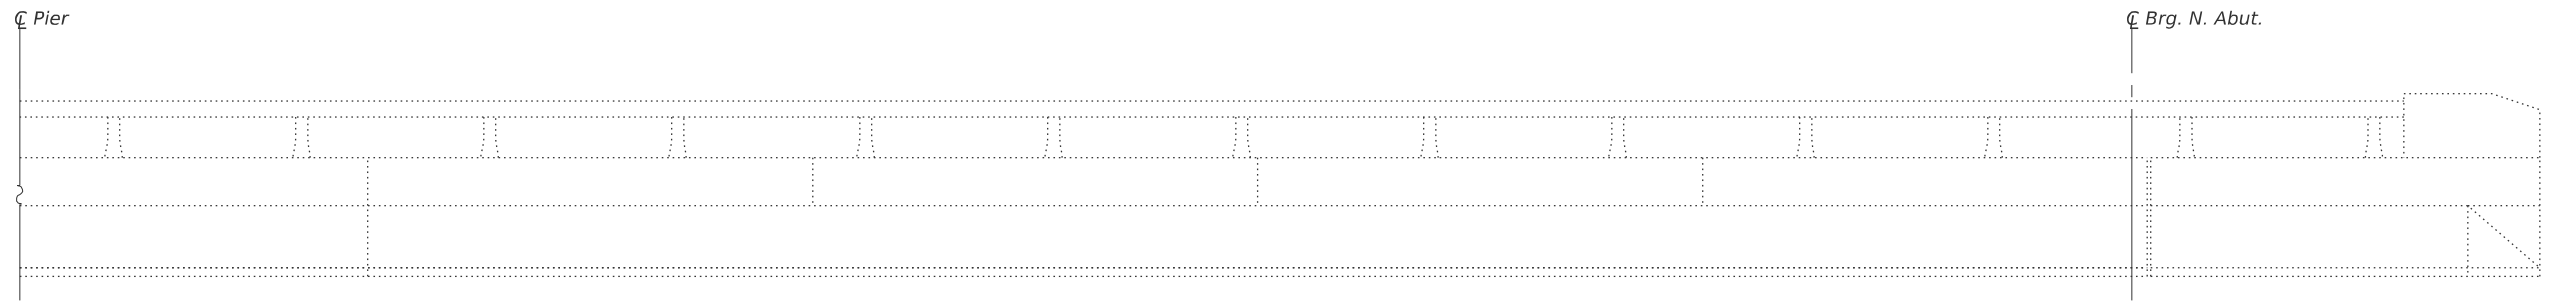 ℄ Pier
℄ Brg. N. Abut.